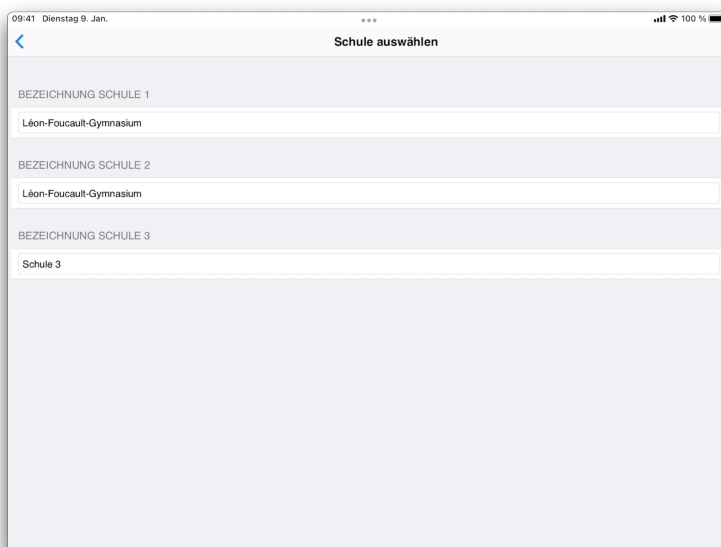 09:41 Dienstag 9. Jan. 100 %
Schule auswählen
BEZEICHNUNG SCHULE 1
Léon-Foucault-Gymnasium
BEZEICHNUNG SCHULE 2
Léon-Foucault-Gymnasium
BEZEICHNUNG SCHULE 3
Schule 3